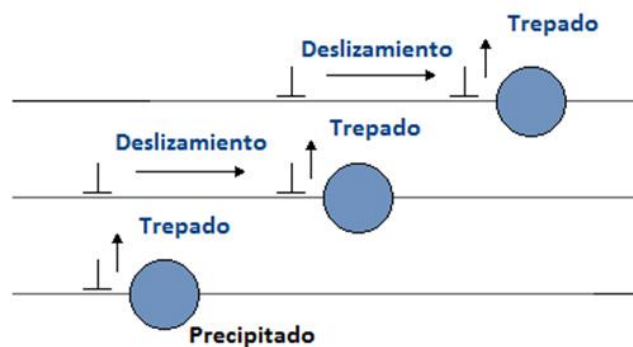 Trepado
Deslizamiento
Trepado
Deslizamiento
Trepado
Precipitado